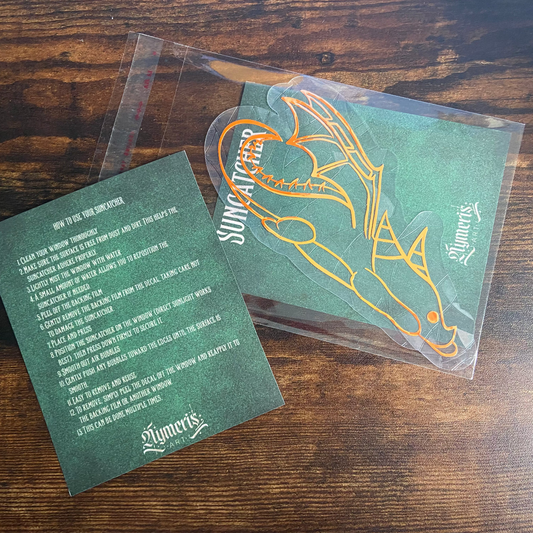 HOW TO USE YOUR SUNCATCHER
1. CLEAN YOUR WINDOW THOROUGHLY
2. MAKE SURE THE SURFACE IS FREE FROM DUST AND DIRT. THIS HELPS THE
SUNCATCHER ADHERE PROPERLY
3. LIGHTLY MIST THE WINDOW WITH WATER
4. A SMALL AMOUNT OF WATER ALLOWS YOU TO REPOSITION THE
SUNCATCHER IF NEEDED
5. PEEL OFF THE BACKING FILM
6. GENTLY REMOVE THE BACKING FILM FROM THE DECAL, TAKING CARE NOT
TO DAMAGE THE SUNCATCHER
7. PLACE AND PRESS
8. POSITION THE SUNCATCHER ON THE WINDOW (DIRECT SUNLIGHT WORKS
BEST), THEN PRESS DOWN FIRMLY TO SECURE IT.
9. SMOOTH OUT AIR BUBBLES
10. GENTLY PUSH ANY BUBBLES TOWARD THE EDGES UNTIL THE SURFACE IS
SMOOTH.
11. EASY TO REMOVE AND REUSE
12. TO REMOVE, SIMPLY PEEL THE DECAL OFF THE WINDOW AND REAPPLY IT TO
THE BACKING FILM OR ANOTHER WINDOW.
13. THIS CAN BE DONE MULTIPLE TIMES.
Nymeris
ART
SUNCATCHER
Nymeris
ART